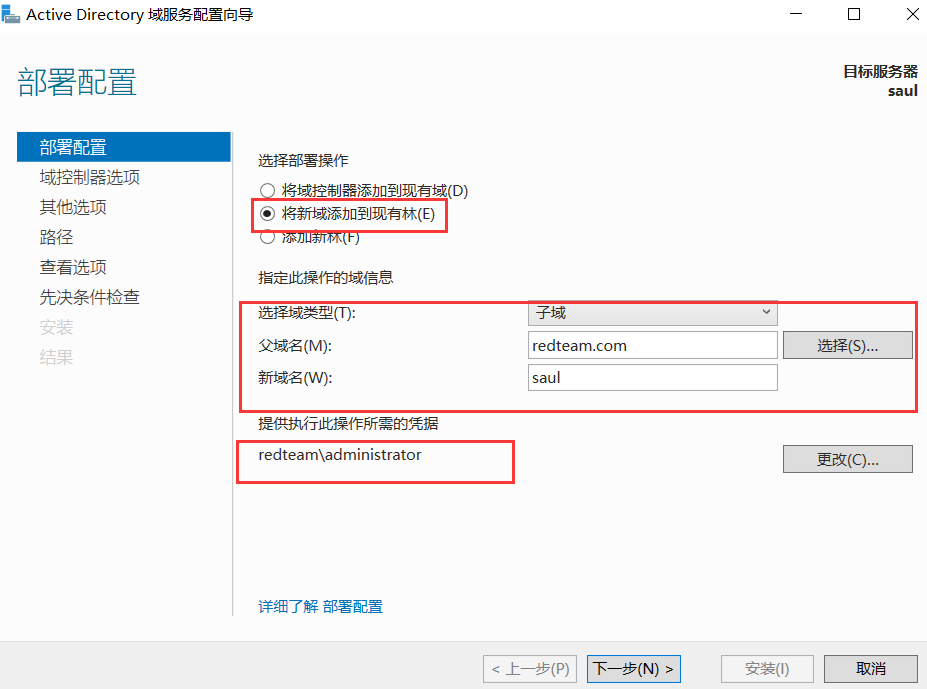 Active Directory 域服务配置向导
部署配置
目标服务器
saul
部署配置
域控制器选项
其他选项
路径
查看选项
先决条件检查
安装
结果
选择部署操作
将域控制器添加到现有域(D)
将新域添加到现有林(E)
添加新林(F)
指定此操作的域信息
选择域类型(T): 子域
父域名(M): redteam.com 选择(S)...
新域名(W): saul
提供执行此操作所需的凭据
redteam\administrator 更改(C)...
详细了解 部署配置
< 上一步(P) 下一步(N) > 安装(I) 取消